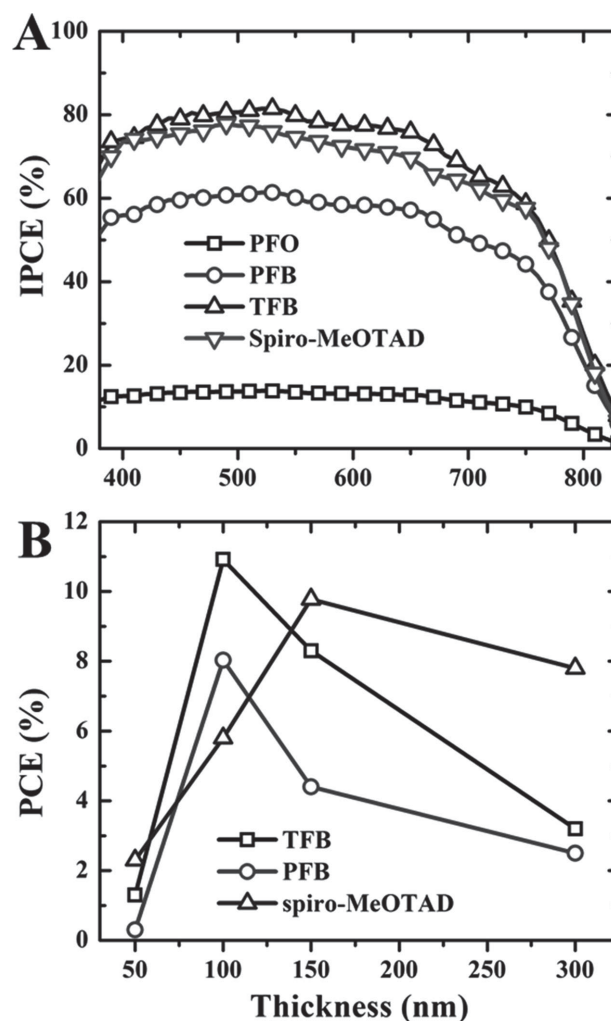 A
100
80
60
40
20
0
IPCE (%)
PFO
PFB
TFB
Spiro-MeOTAD
400 500 600 700 800
B
12
10
8
6
4
2
0
PCE (%)
TFB
PFB
spiro-MeOTAD
50 100 150 200 250 300
Thickness (nm)